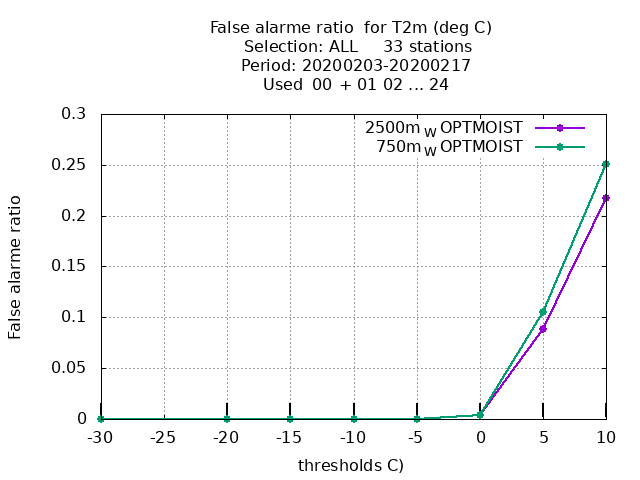 False alarme ratio  for T2m (deg C)
Selection: ALL     33 stations
Period: 20200203-20200217
Used  00 + 01 02 ... 24
2500m W OPTMOIST
750m W OPTMOIST
False alarme ratio
0.3
0.25
0.2
0.15
0.1
0.05
0
-30 -25 -20 -15 -10 -5 0 5 10
thresholds C)